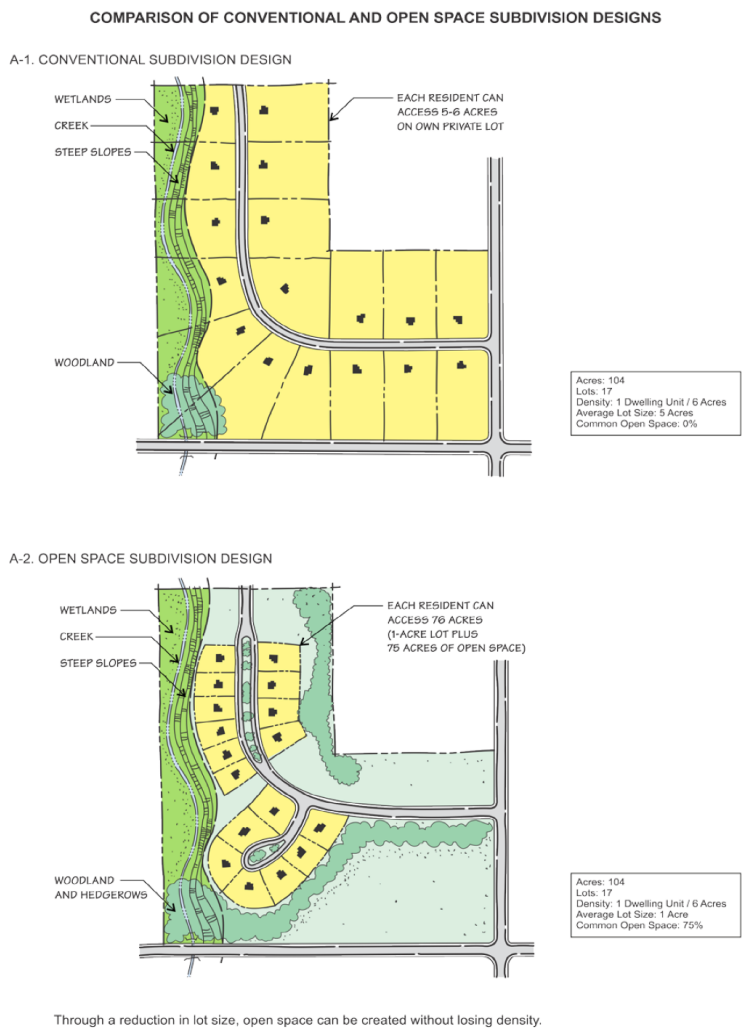 COMPARISON OF CONVENTIONAL AND OPEN SPACE SUBDIVISION DESIGNS
A-1. CONVENTIONAL SUBDIVISION DESIGN
WETLANDS
CREEK
STEEP SLOPES
EACH RESIDENT CAN
ACCESS 5-6 ACRES
ON OWN PRIVATE LOT
WOODLAND
Acres: 104
Lots: 17
Density: 1 Dwelling Unit / 6 Acres
Average Lot Size: 5 Acres
Common Open Space: 0%
A-2. OPEN SPACE SUBDIVISION DESIGN
WETLANDS
CREEK
STEEP SLOPES
EACH RESIDENT CAN
ACCESS 76 ACRES
(1-ACRE LOT PLUS
75 ACRES OF OPEN SPACE)
WOODLAND
AND HEDGEROWS
Acres: 104
Lots: 17
Density: 1 Dwelling Unit / 6 Acres
Average Lot Size: 1 Acre
Common Open Space: 75%
Through a reduction in lot size, open space can be created without losing density.